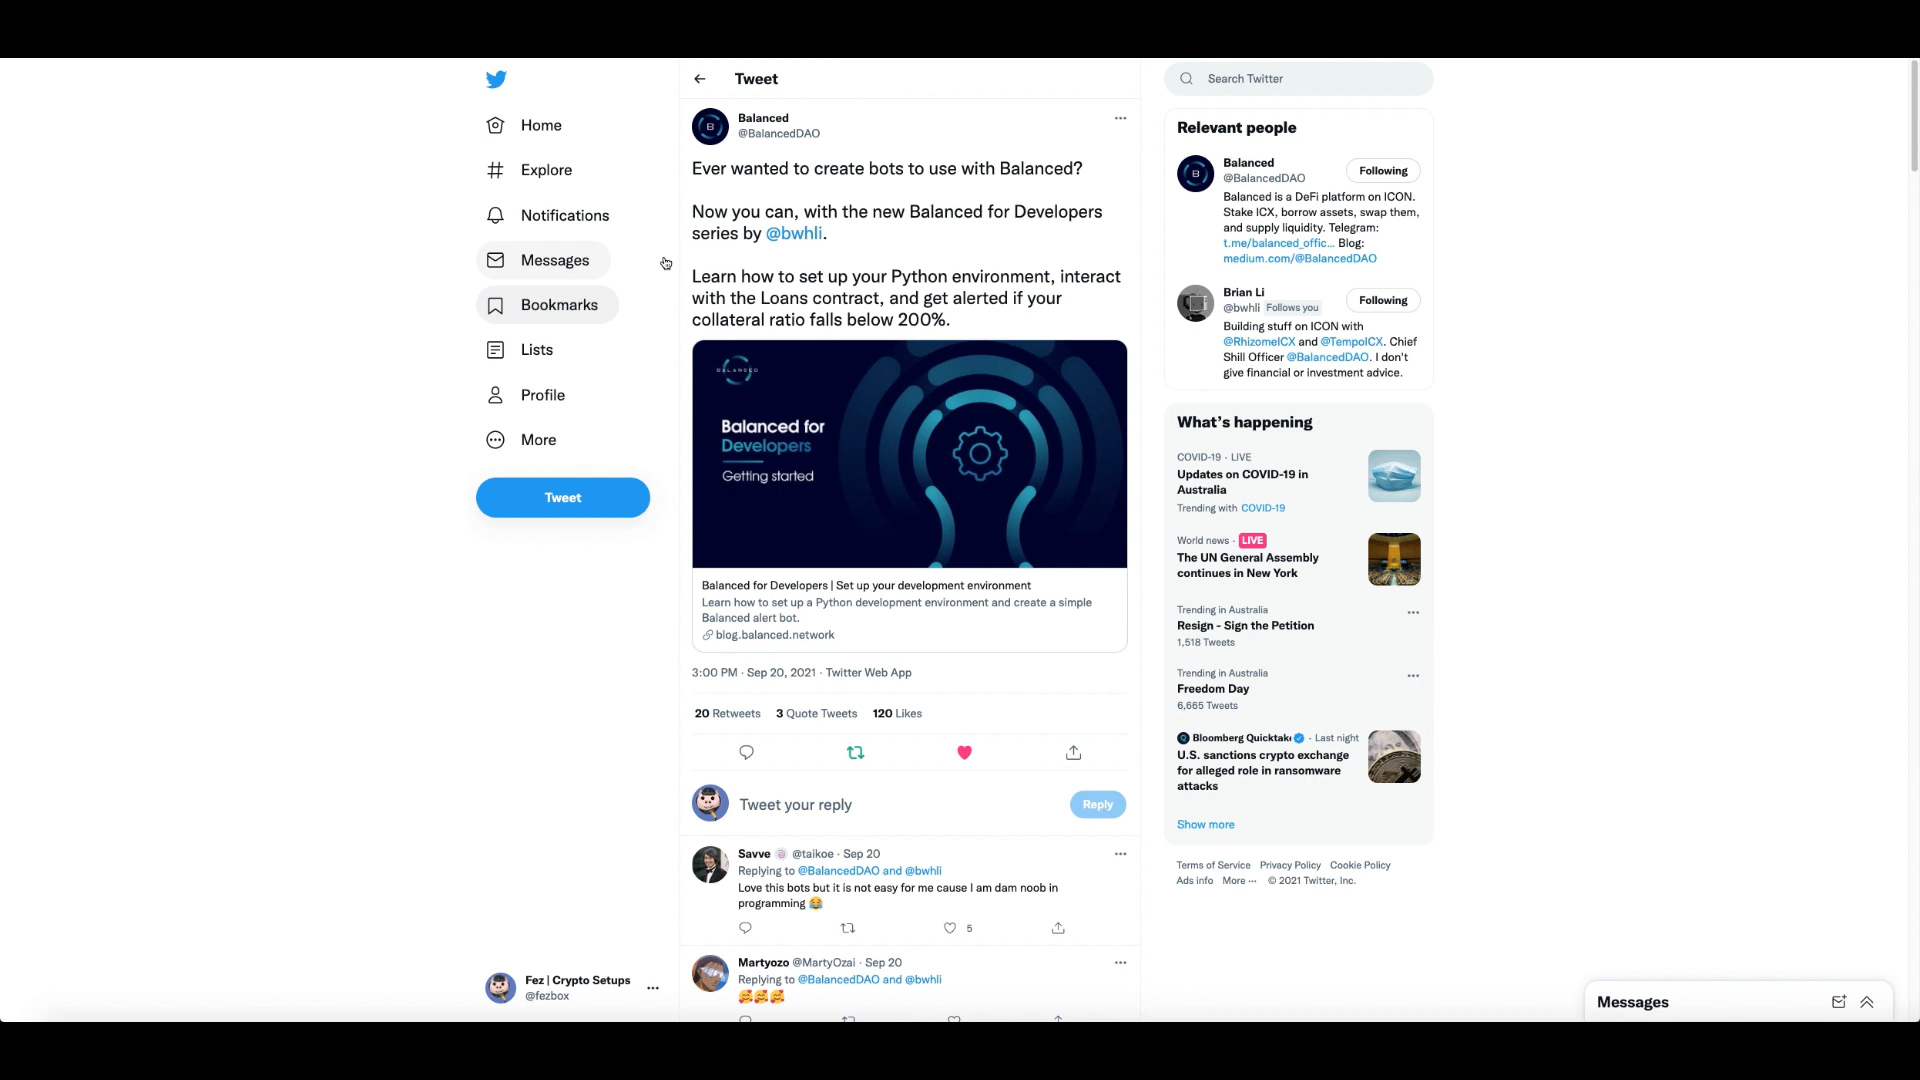 Home
Explore
Notifications
Messages
Bookmarks
Lists
Profile
More
Tweet
Fez | Crypto Setups
@fezbox
Tweet
Balanced
@BalancedDAO
Ever wanted to create bots to use with Balanced?
Now you can, with the new Balanced for Developers
series by @bwhli.
Learn how to set up your Python environment, interact
with the Loans contract, and get alerted if your
collateral ratio falls below 200%.
BALANCED
Balanced for
Developers
Getting started
Balanced for Developers | Set up your development environment
Learn how to set up a Python development environment and create a simple
Balanced alert bot.
blog.balanced.network
3:00 PM · Sep 20, 2021 · Twitter Web App
20 Retweets 3 Quote Tweets 120 Likes
Tweet your reply
Reply
Savve @taikoe · Sep 20
Replying to @BalancedDAO and @bwhli
Love this bots but it is not easy for me cause I am dam noob in
programming 😂
5
Martyozo @MartyOzai · Sep 20
Replying to @BalancedDAO and @bwhli
🥰🥰🥰
Search Twitter
Relevant people
Balanced
@BalancedDAO
Following
Balanced is a DeFi platform on ICON.
Stake ICX, borrow assets, swap them,
and supply liquidity. Telegram:
t.me/balanced_offic... Blog:
medium.com/@BalancedDAO
Brian Li
@bwhli Follows you
Following
Building stuff on ICON with
@RhizomeICX and @TempoICX. Chief
Shill Officer @BalancedDAO. I don't
give financial or investment advice.
What's happening
COVID-19 · LIVE
Updates on COVID-19 in
Australia
Trending with COVID-19
World news · LIVE
The UN General Assembly
continues in New York
Trending in Australia
Resign - Sign the Petition
1,518 Tweets
Trending in Australia
Freedom Day
6,665 Tweets
Bloomberg Quicktake · Last night
U.S. sanctions crypto exchange
for alleged role in ransomware
attacks
Show more
Terms of Service Privacy Policy Cookie Policy
Ads info More ··· © 2021 Twitter, Inc.
Messages